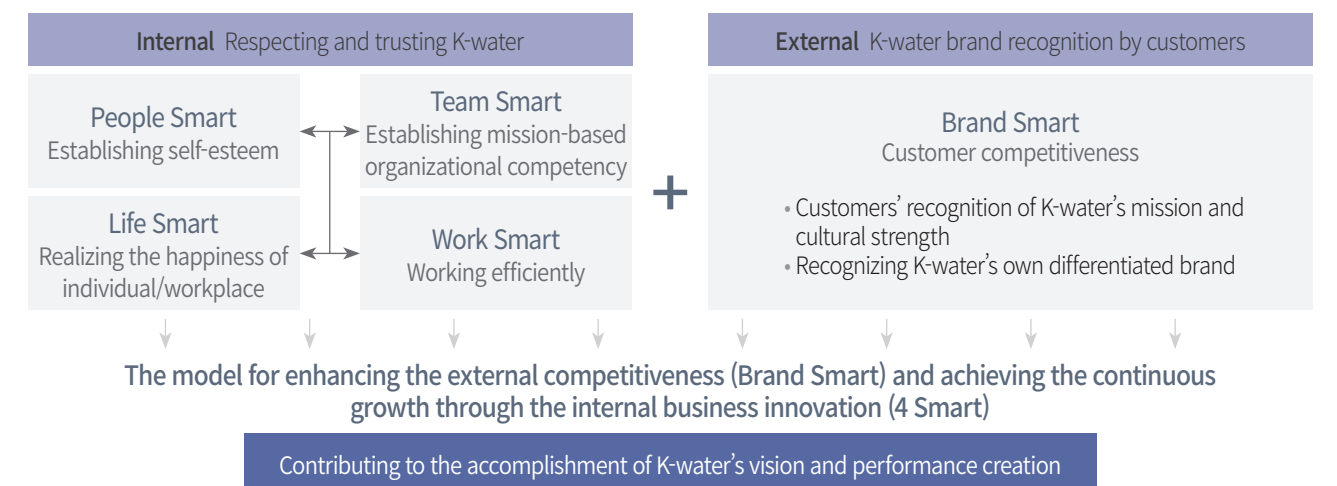 Internal Respecting and trusting K-water
External K-water brand recognition by customers
People Smart
Establishing self-esteem
Team Smart
Establishing mission-based
organizational competency
Life Smart
Realizing the happiness of
individual/workplace
Work Smart
Working efficiently
+
Brand Smart
Customer competitiveness
• Customers’ recognition of K-water’s mission and
cultural strength
• Recognizing K-water’s own differentiated brand
The model for enhancing the external competitiveness (Brand Smart) and achieving the continuous
growth through the internal business innovation (4 Smart)
Contributing to the accomplishment of K-water’s vision and performance creation